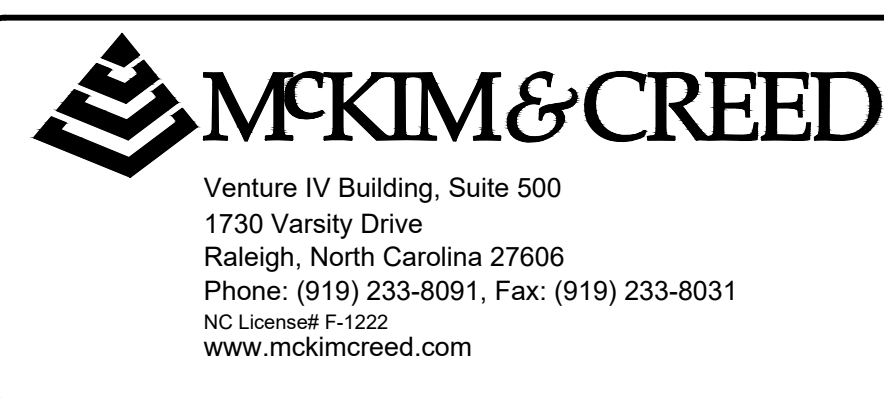 McKIM&CREED
Venture IV Building, Suite 500
1730 Varsity Drive
Raleigh, North Carolina 27606
Phone: (919) 233-8091, Fax: (919) 233-8031
NC License# F-1222
www.mckimcreed.com